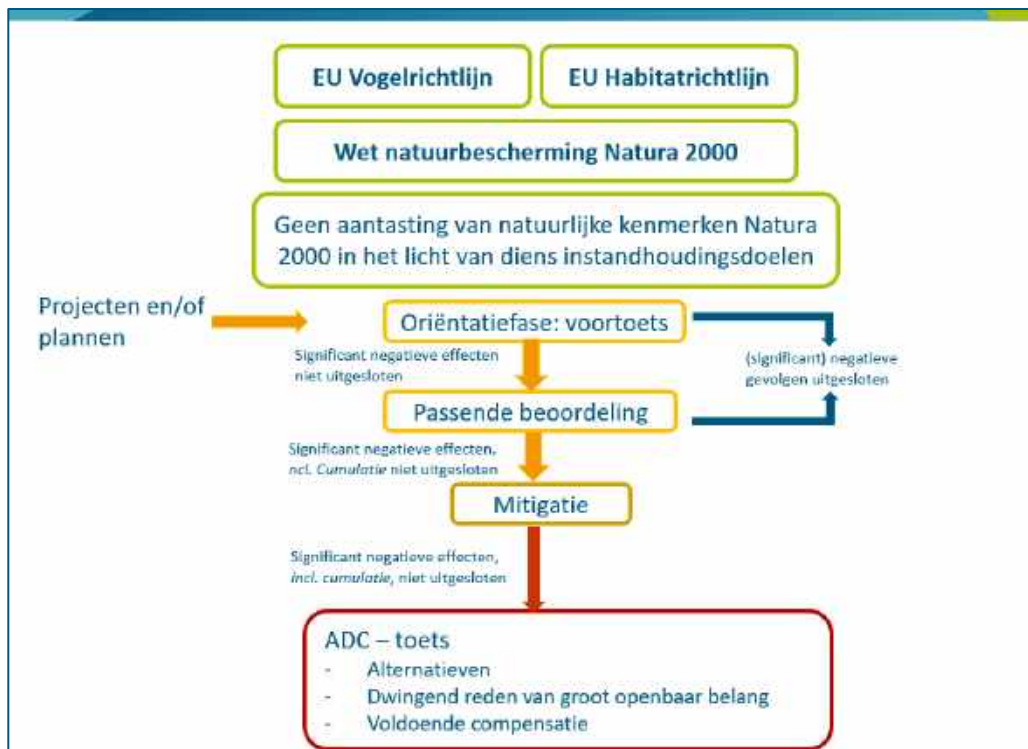 EU Vogelrichtlijn
EU Habitatrichtlijn
Wet natuurbescherming Natura 2000
Geen aantasting van natuurlijke kenmerken Natura
2000 in het licht van diens instandhoudingsdoelen
Projecten en/of
plannen
Oriëntatiefase: voortoets
Significant negatieve effecten
niet uitgesloten
(significant) negatieve
gevolgen uitgesloten
Passende beoordeling
Significant negatieve effecten,
ncl. Cumulatie niet uitgesloten
Mitigatie
Significant negatieve effecten,
incl. cumulatie, niet uitgesloten
ADC – toets
- Alternatieven
- Dwingend reden van groot openbaar belang
- Voldoende compensatie